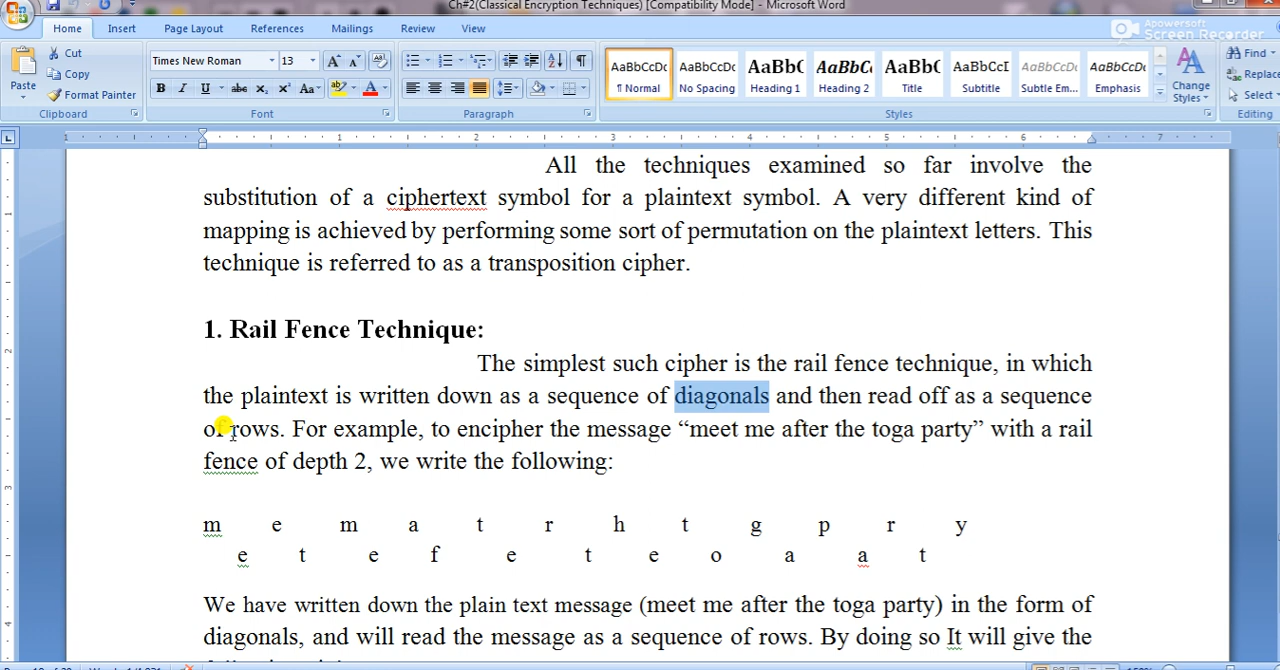 Ch#2(Classical Encryption Techniques) [Compatibility Mode] - Microsoft Word
Home Insert Page Layout References Mailings Review View
Apowersoft
Screen Recorder
Paste Cut Copy Format Painter
Times New Roman 13
AaBbCcDc AaBbCcDc AaBbC AaBbC AaBbC AaBbCcI AaBbCcDc AaBbCcDc
¶ Normal No Spacing Heading 1 Heading 2 Title Subtitle Subtle Em... Emphasis
Change Styles
Find Replace Select
Clipboard Font Paragraph Styles Editing
All the techniques examined so far involve the
substitution of a ciphertext symbol for a plaintext symbol. A very different kind of
mapping is achieved by performing some sort of permutation on the plaintext letters. This
technique is referred to as a transposition cipher.
1. Rail Fence Technique:
The simplest such cipher is the rail fence technique, in which
the plaintext is written down as a sequence of diagonals and then read off as a sequence
of rows. For example, to encipher the message “meet me after the toga party” with a rail
fence of depth 2, we write the following:
m e m a t r h t g p r y
e t e f e t e o a a t
We have written down the plain text message (meet me after the toga party) in the form of
diagonals, and will read the message as a sequence of rows. By doing so It will give the